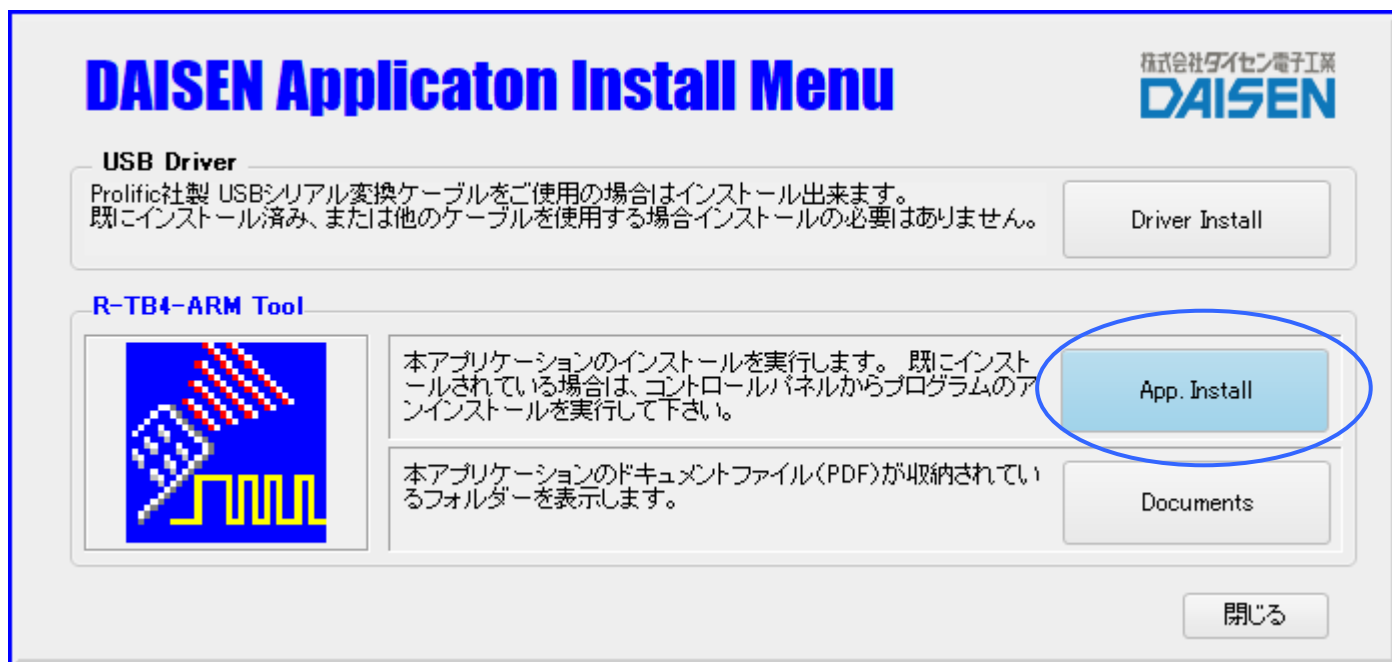 DAISEN Applicaton Install Menu
株式会社ダイセン電子工業
DAISEN
USB Driver
Prolific社製 USBシリアル変換ケーブルをご使用の場合はインストール出来ます。
既にインストール済み、または他のケーブルを使用する場合インストールの必要はありません。
Driver Install
R-TB4-ARM Tool
本アプリケーションのインストールを実行します。 既にインスト
ールされている場合は、コントロールパネルからプログラムのア
ンインストールを実行して下さい。
App. Install
本アプリケーションのドキュメントファイル(PDF)が収納されてい
るフォルダーを表示します。
Documents
閉じる